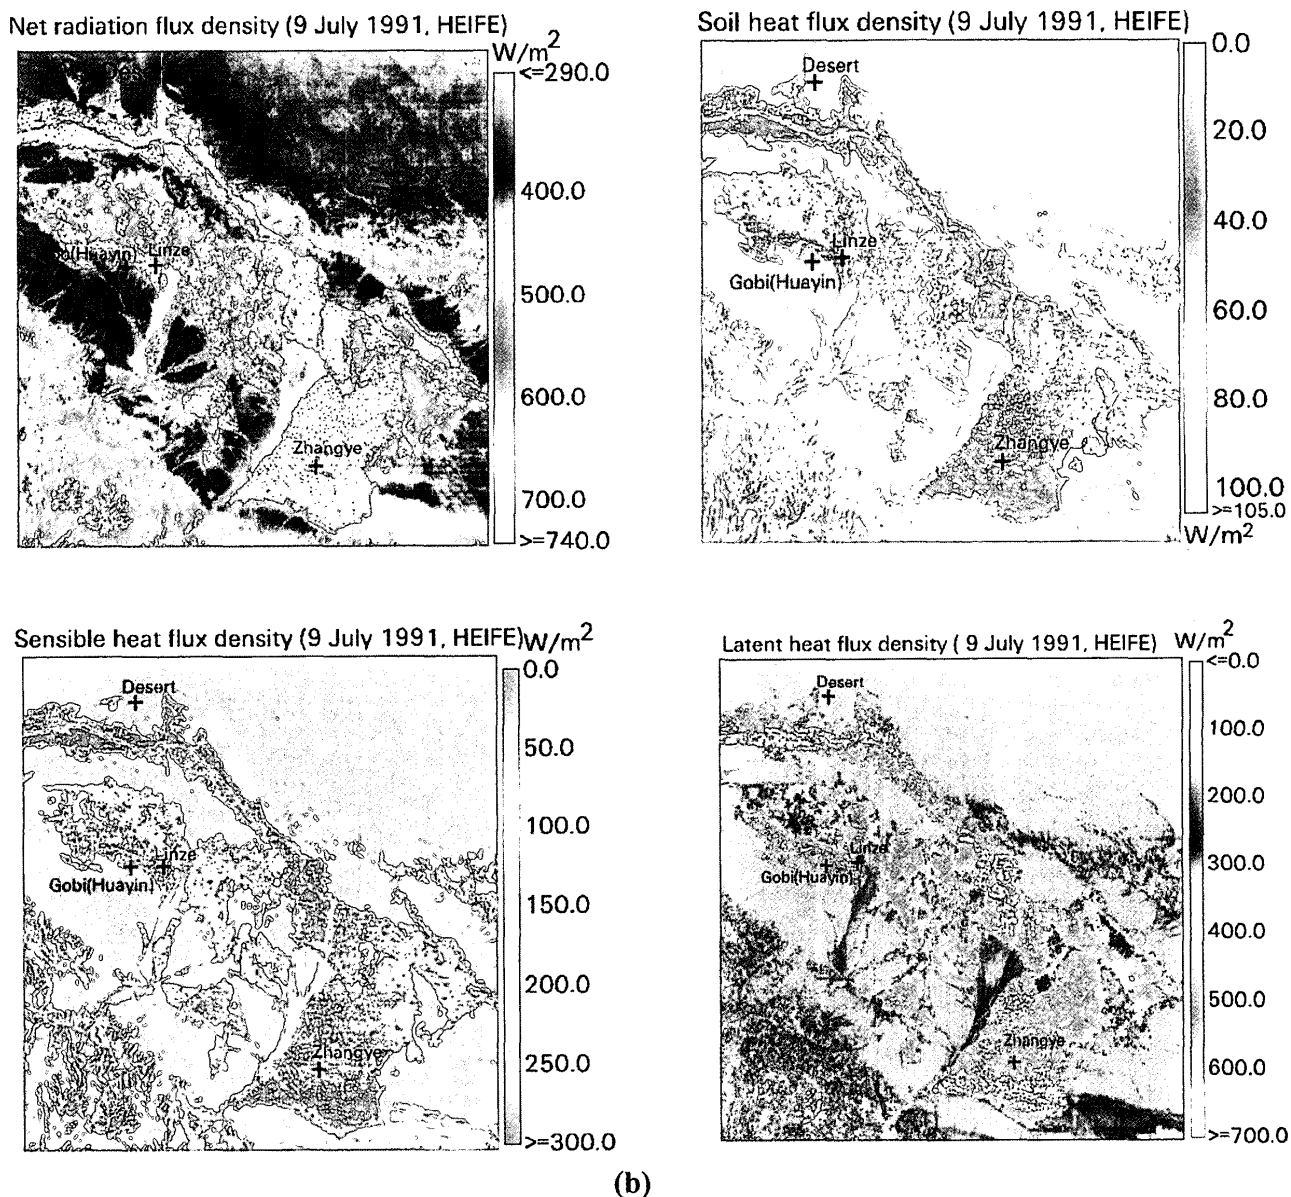 Net radiation flux density (9 July 1991, HEIFE)
W/m2
<=290.0
400.0
500.0
600.0
700.0
>=740.0
(Huayin)
Linze
Zhangye
Soil heat flux density (9 July 1991, HEIFE)
0.0
20.0
40.0
60.0
80.0
100.0
>=105.0
W/m2
Desert
Linze
Gobi(Huayin)
Zhangye
Sensible heat flux density (9 July 1991, HEIFE)
W/m2
0.0
50.0
100.0
150.0
200.0
250.0
>=300.0
Desert
Linze
Gobi(Huayin)
Zhangye
Latent heat flux density ( 9 July 1991, HEIFE)
W/m2
<=0.0
100.0
200.0
300.0
400.0
500.0
600.0
>=700.0
Desert
Linze
Gobi(Huayin)
Zhangye
(b)